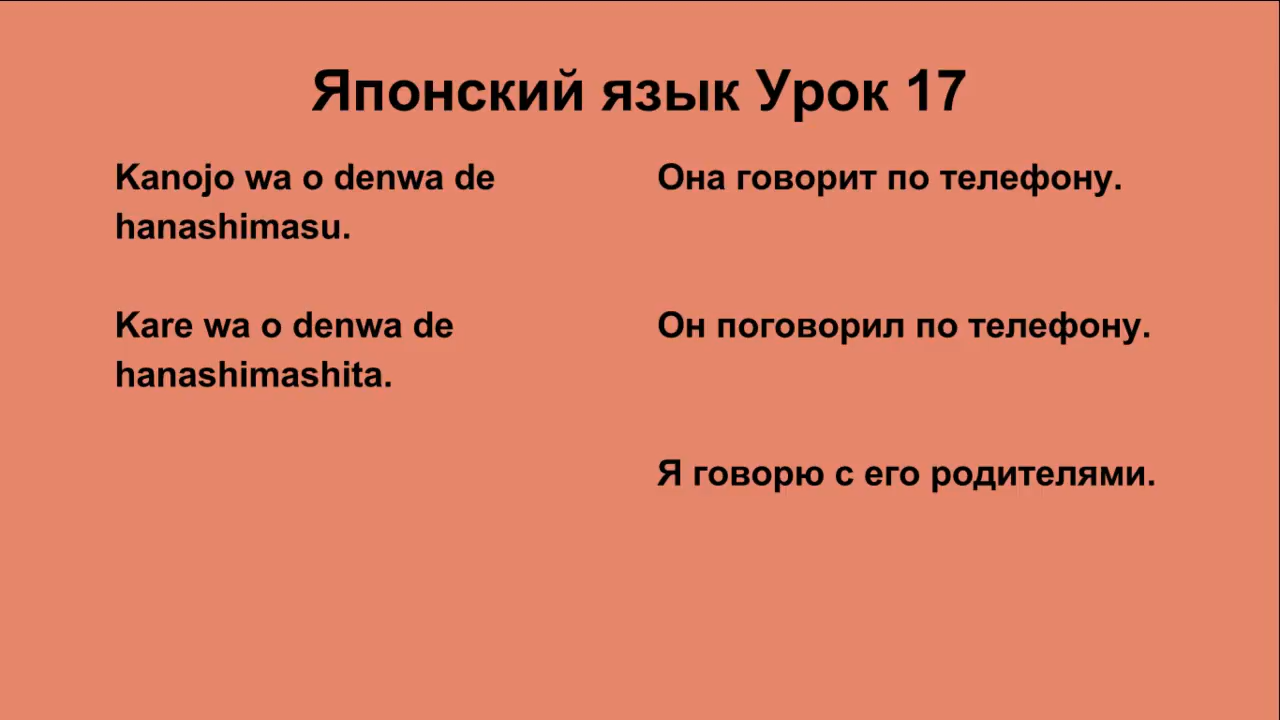 Японский язык Урок 17
Kanojo wa o denwa de
hanashimasu.
Она говорит по телефону.
Kare wa o denwa de
hanashimashita.
Он поговорил по телефону.
Я говорю с его родителями.